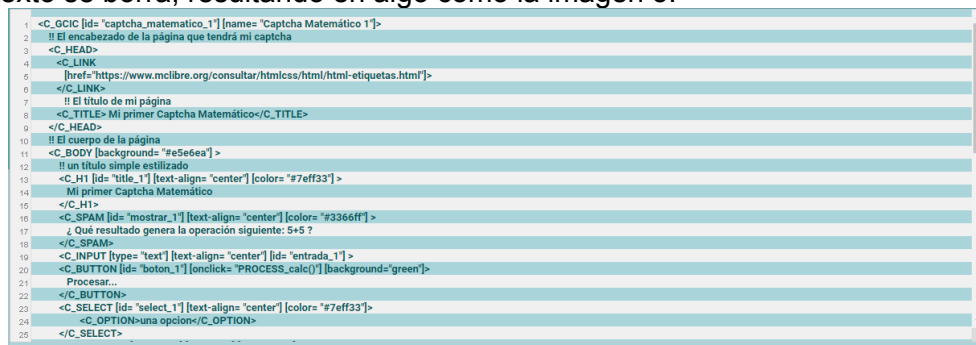 exto se borra, resultando en algo como la imagen 3.
1 <C_GCIC [id= "captcha_matematico_1"] [name= "Captcha Matemático 1"]>
2 !! El encabezado de la página que tendrá mi captcha
3 <C_HEAD>
4 <C_LINK
5 [href="https://www.mclibre.org/consultar/htmlcss/html/html-etiquetas.html"]>
6 </C_LINK>
7 !! El título de mi página
8 <C_TITLE> Mi primer Captcha Matemático</C_TITLE>
9 </C_HEAD>
10 !! El cuerpo de la página
11 <C_BODY [background= "#e5e6ea"] >
12 !! un título simple estilizado
13 <C_H1 [id= "title_1"] [text-align= "center"] [color= "#7eff33"] >
14 Mi primer Captcha Matemático
15 </C_H1>
16 <C_SPAM [id= "mostrar_1"] [text-align= "center"] [color= "#3366ff"] >
17 ¿ Qué resultado genera la operación siguiente: 5+5 ?
18 </C_SPAM>
19 <C_INPUT [type= "text"] [text-align= "center"] [id= "entrada_1"] >
20 <C_BUTTON [id= "boton_1"] [onclick= "PROCESS_calc()"] [background="green"]>
21 Procesar...
22 </C_BUTTON>
23 <C_SELECT [id= "select_1"] [text-align= "center"] [color= "#7eff33"]>
24 <C_OPTION>una opcion</C_OPTION>
25 </C_SELECT>